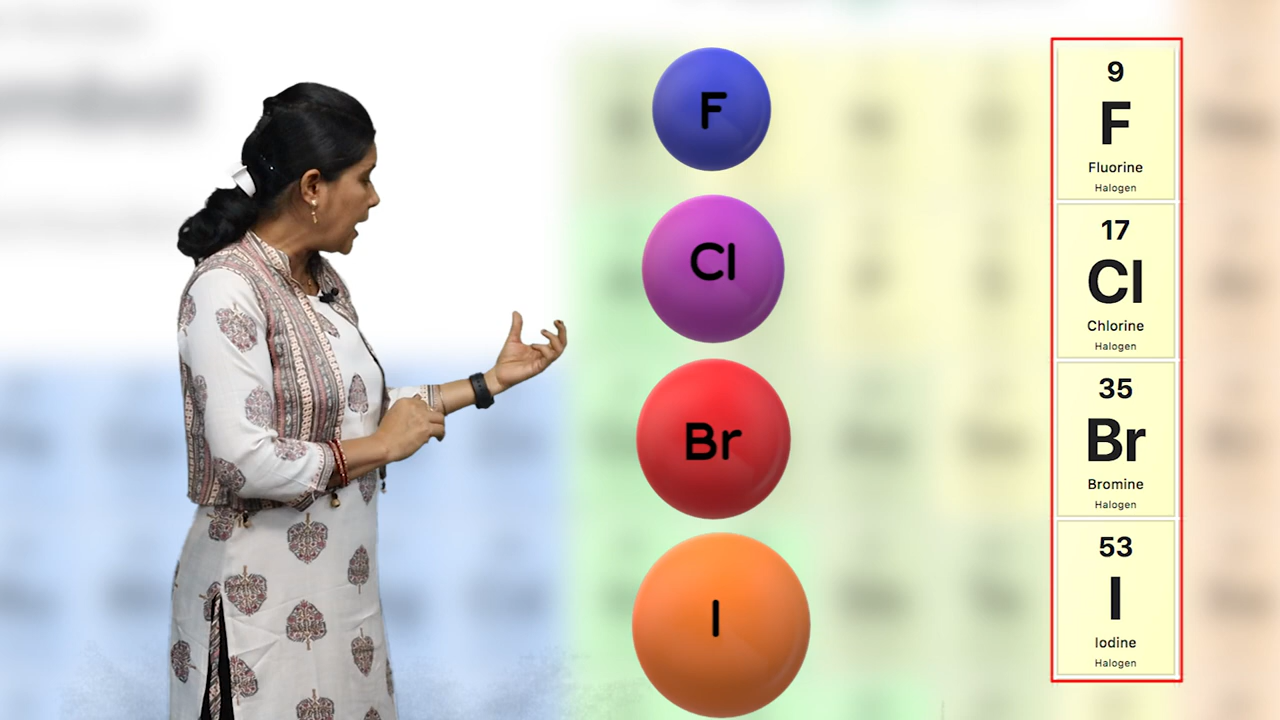 F
Cl
Br
I
9
F
Fluorine
Halogen
17
Cl
Chlorine
Halogen
35
Br
Bromine
Halogen
53
I
Iodine
Halogen